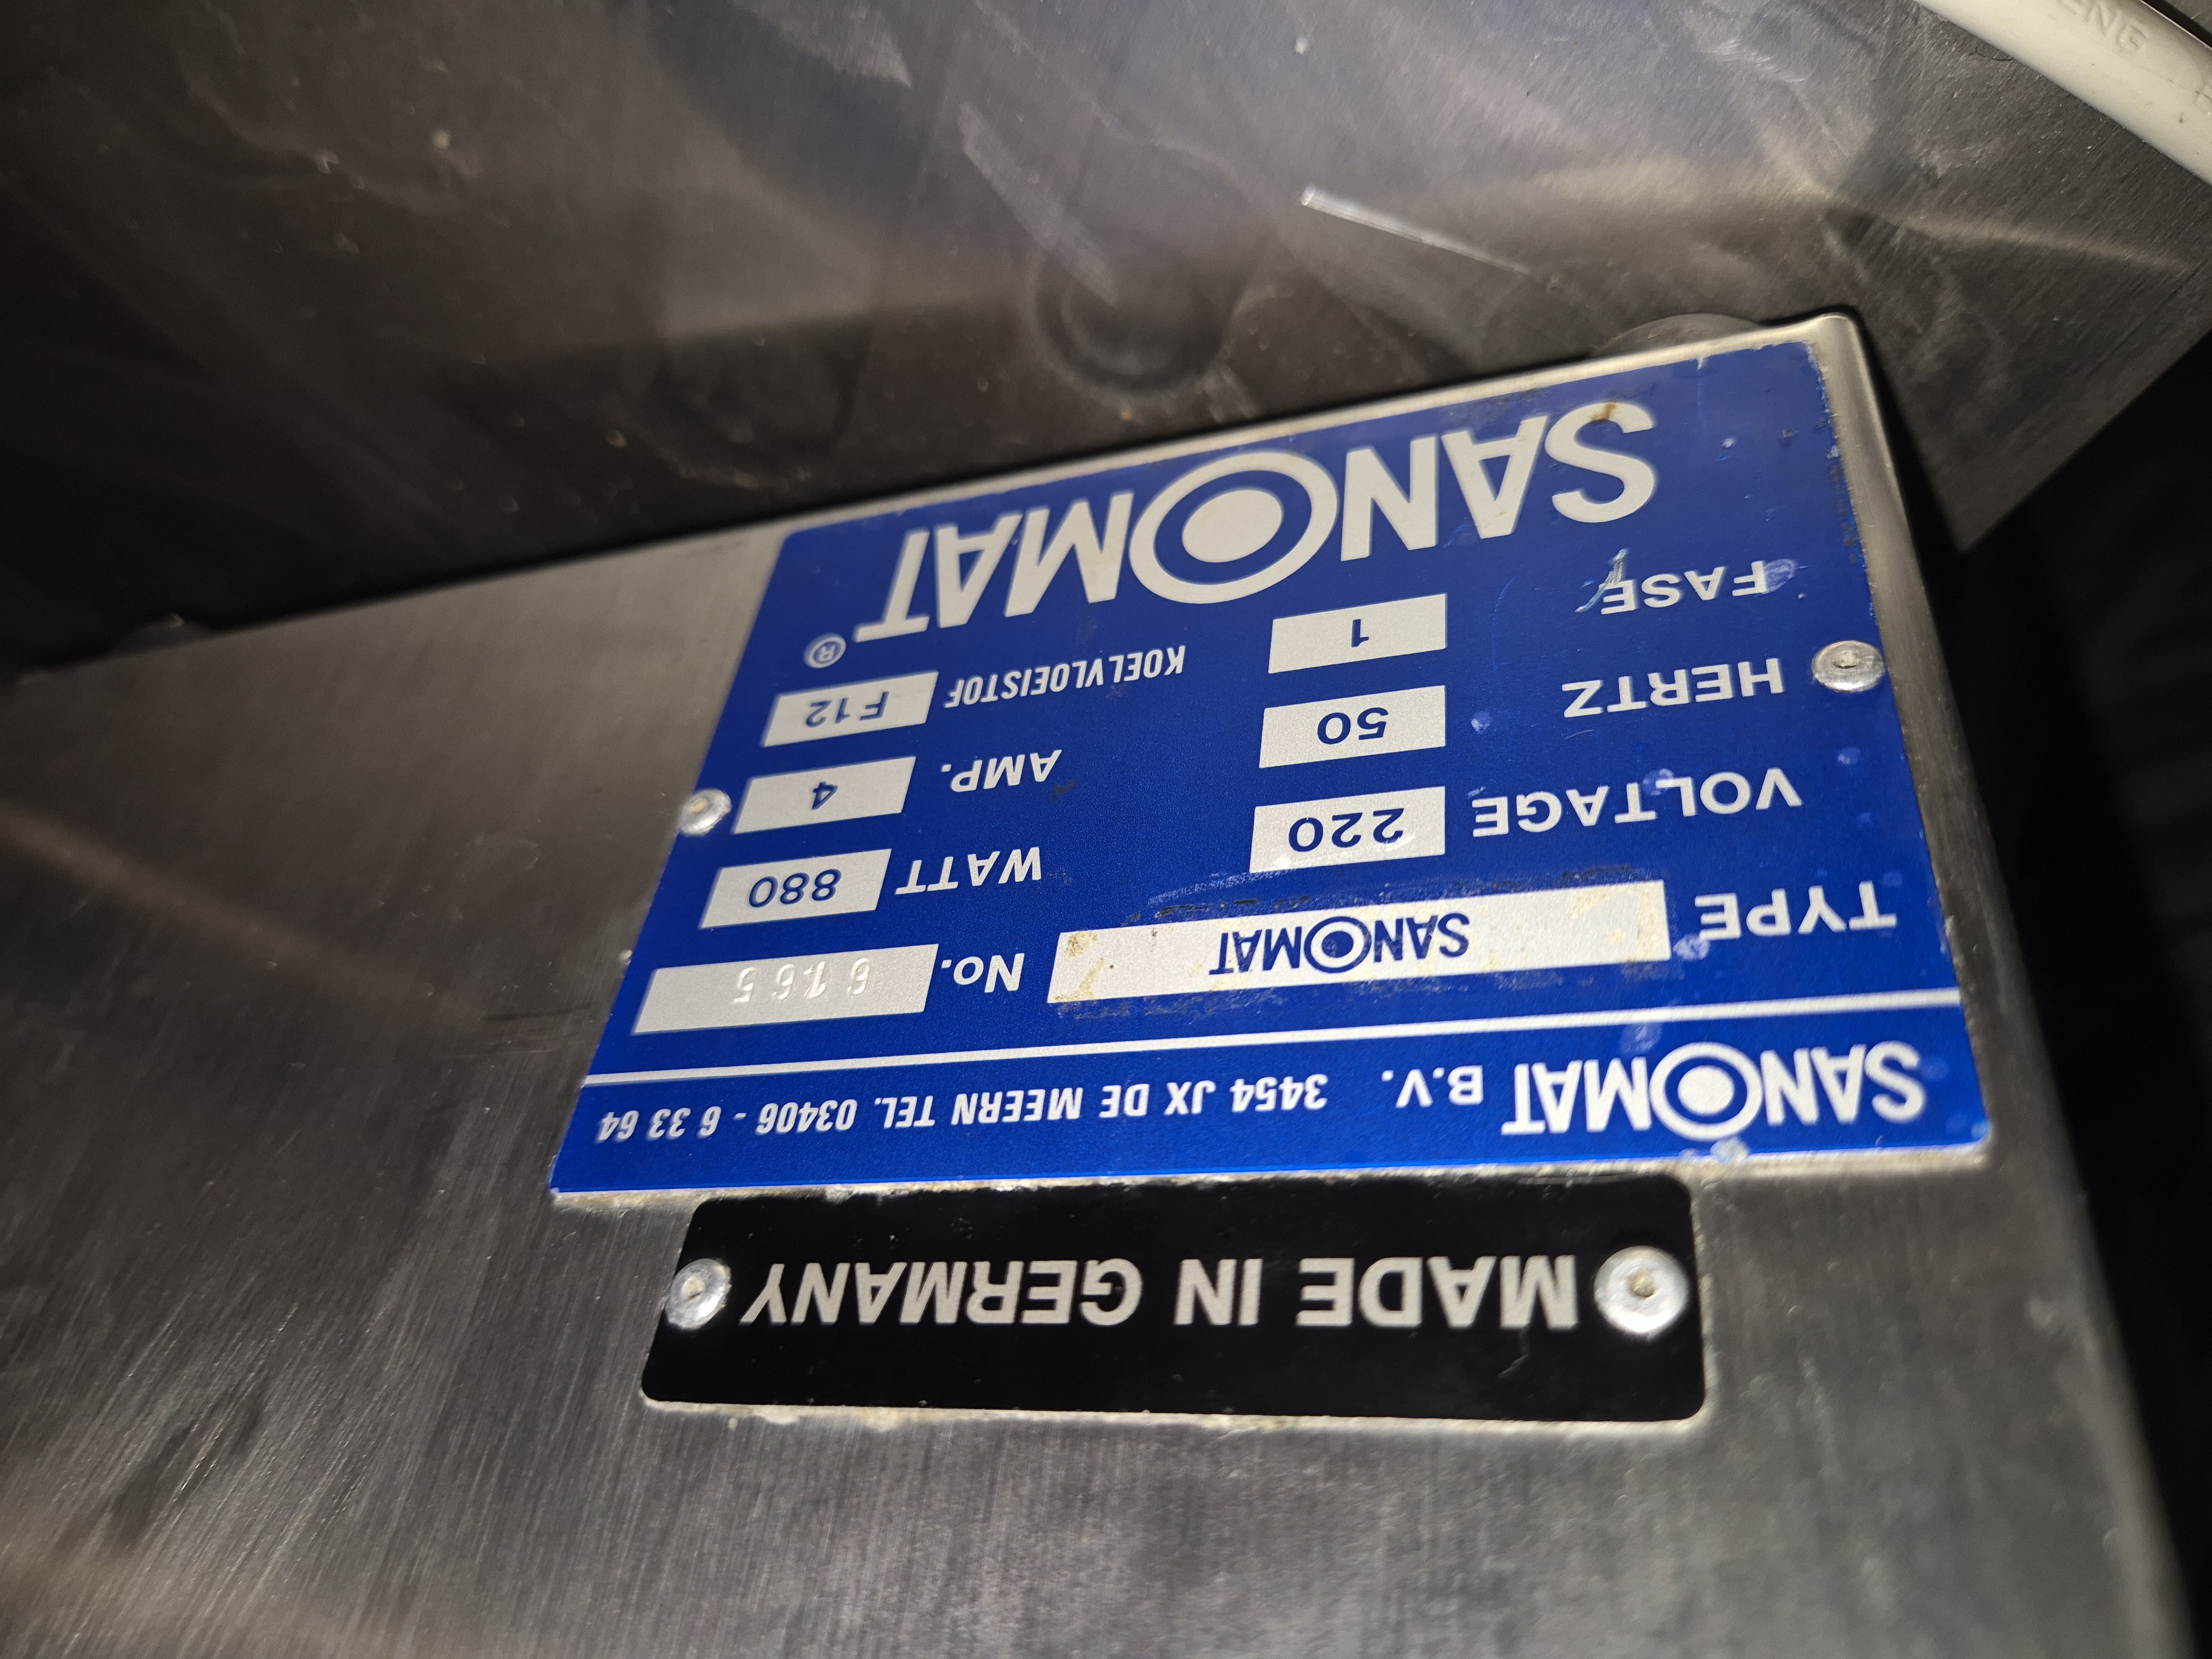 MADE IN GERMANY
SANOMAT B.V. 3454 JX DE MEERN TEL. 03406 - 6 33 64
TYPE SANOMAT No. 6165
VOLTAGE 220 WATT 880
HERTZ 50 AMP. 4
FASE 1 KOELVLOEISTOF F12
SANOMAT ®